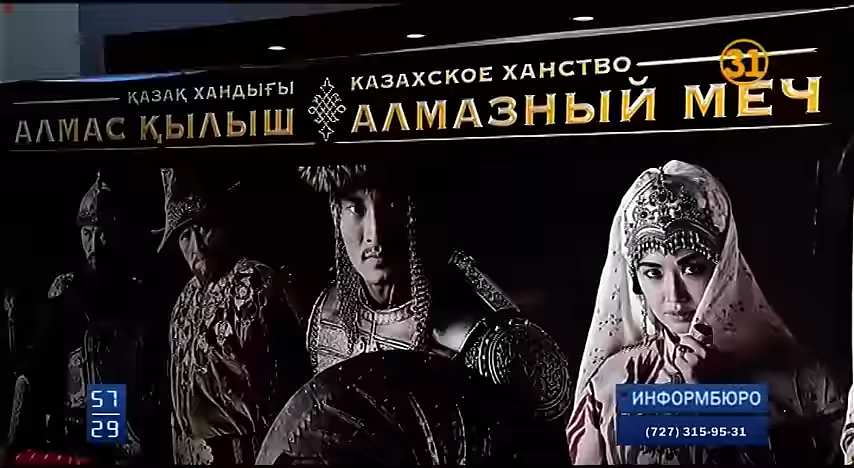 ҚАЗАҚ ХАНДЫҒЫ
АЛМАС ҚЫЛЫШ
КАЗАХСКОЕ ХАНСТВО
АЛМАЗНЫЙ МЕЧ
31
57
29
ИНФОРМБЮРО
(727) 315-95-31